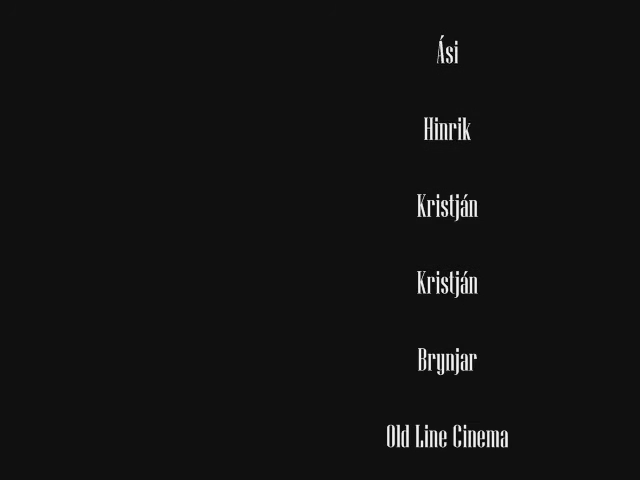 Ási
Hinrik
Kristján
Kristján
Brynjar
Old Line Cinema